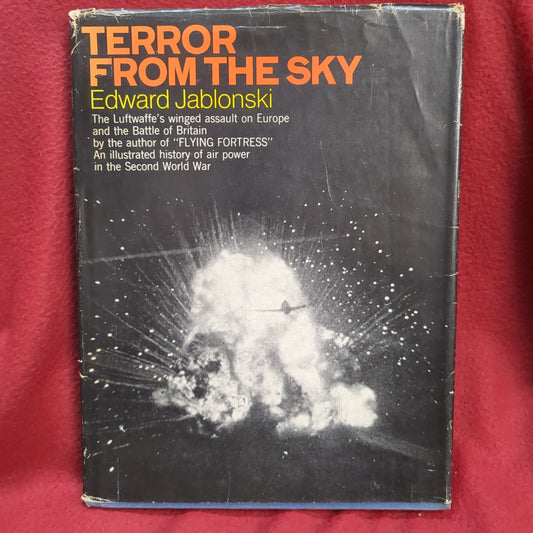 TERROR
FROM THE SKY
Edward Jablonski
The Luftwaffe's winged assault on Europe
and the Battle of Britain
by the author of "FLYING FORTRESS"
An illustrated history of air power
in the Second World War